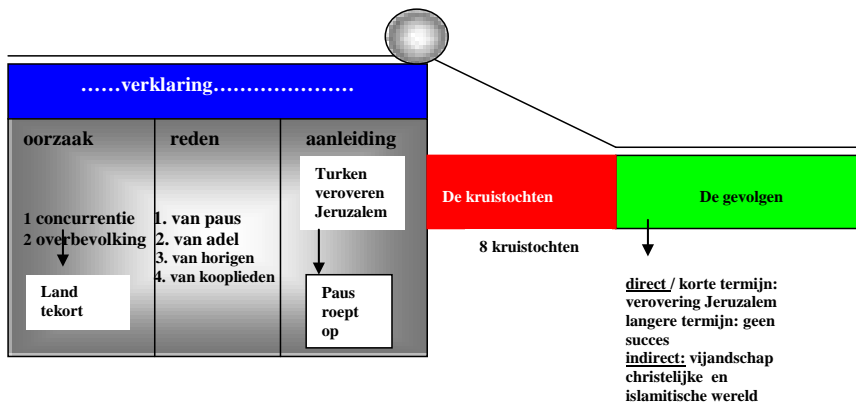 ……verklaring…………………
oorzaak
1 concurrentie
2 overbevolking
Land
tekort
reden
1. van paus
2. van adel
3. van horigen
4. van kooplieden
aanleiding
Turken
veroveren
Jeruzalem
Paus
roept
op
De kruistochten
8 kruistochten
De gevolgen
direct / korte termijn:
verovering Jeruzalem
langere termijn: geen
succes
indirect: vijandschap
christelijke en
islamitische wereld